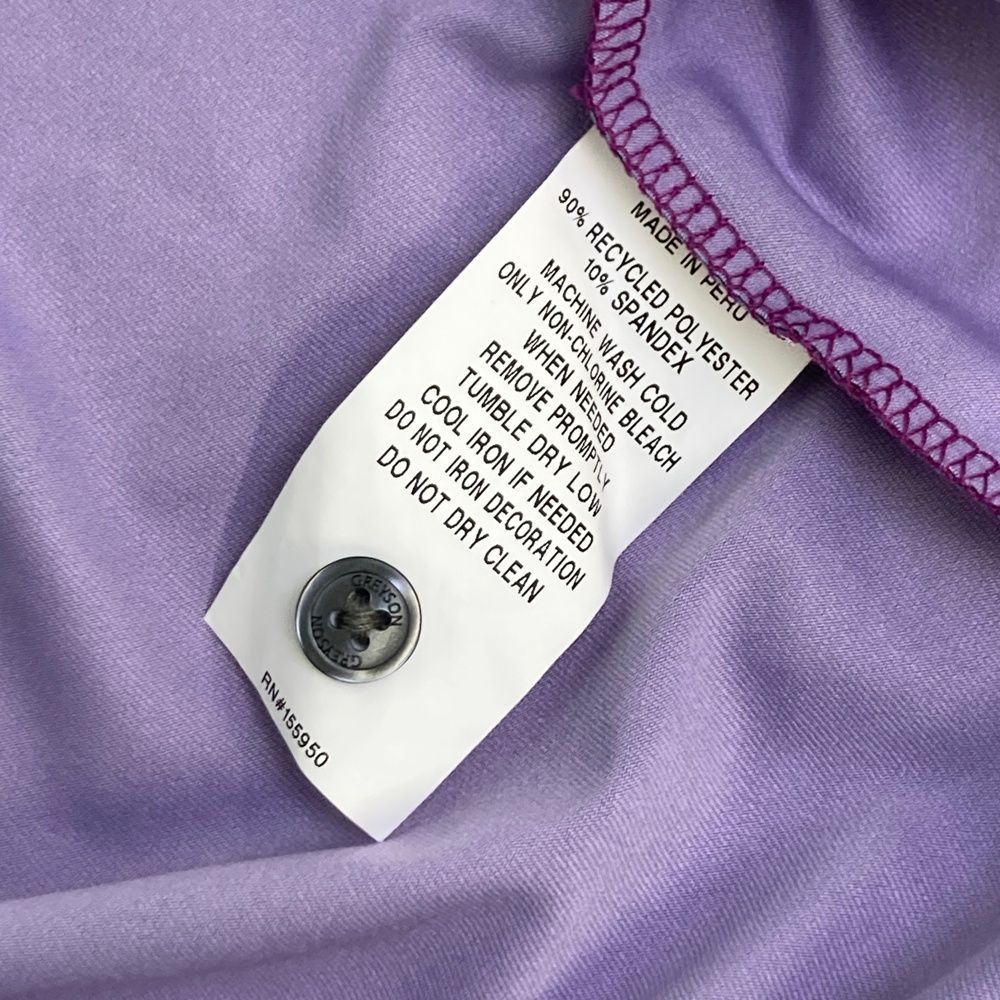 MADE IN PERU
90% RECYCLED POLYESTER
10% SPANDEX
MACHINE WASH COLD
ONLY NON-CHLORINE BLEACH
WHEN NEEDED
REMOVE PROMPTLY
TUMBLE DRY LOW
COOL IRON IF NEEDED
DO NOT IRON DECORATION
DO NOT DRY CLEAN
GREYSON
GREYSON
RN#155950